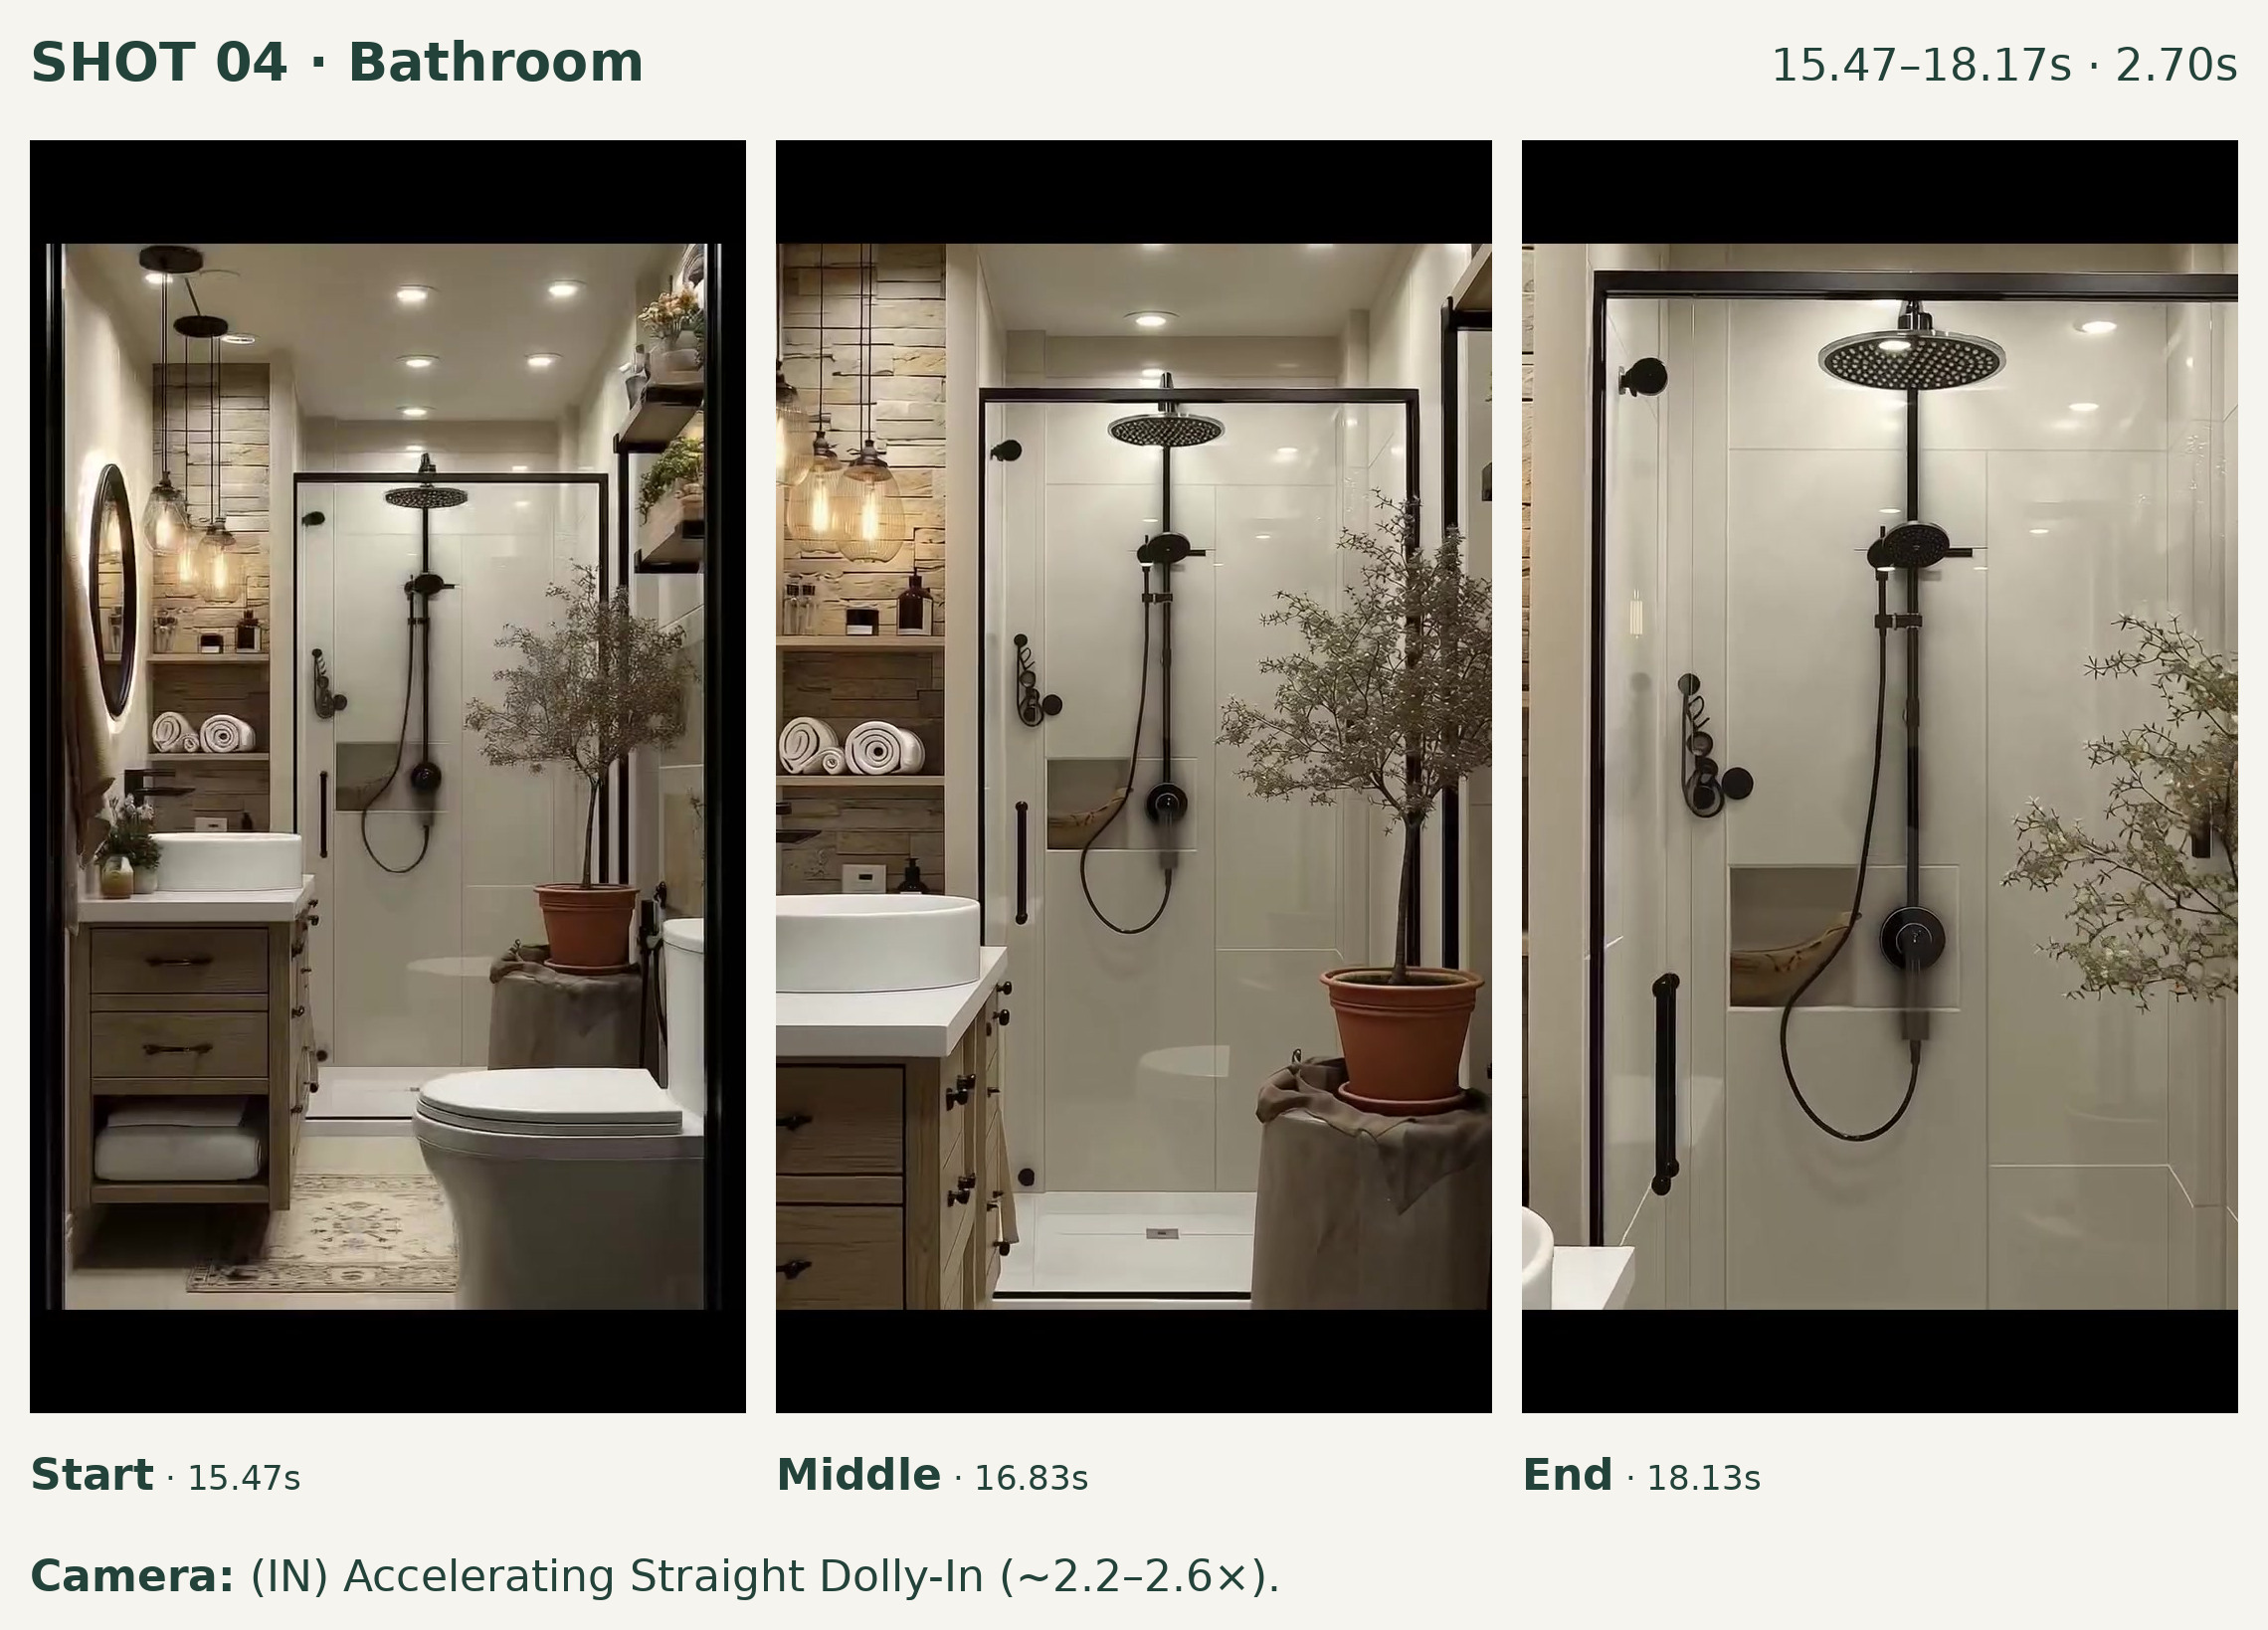 SHOT 04 · Bathroom
15.47–18.17s · 2.70s
Start · 15.47s
Middle · 16.83s
End · 18.13s
Camera: (IN) Accelerating Straight Dolly-In (~2.2–2.6×).